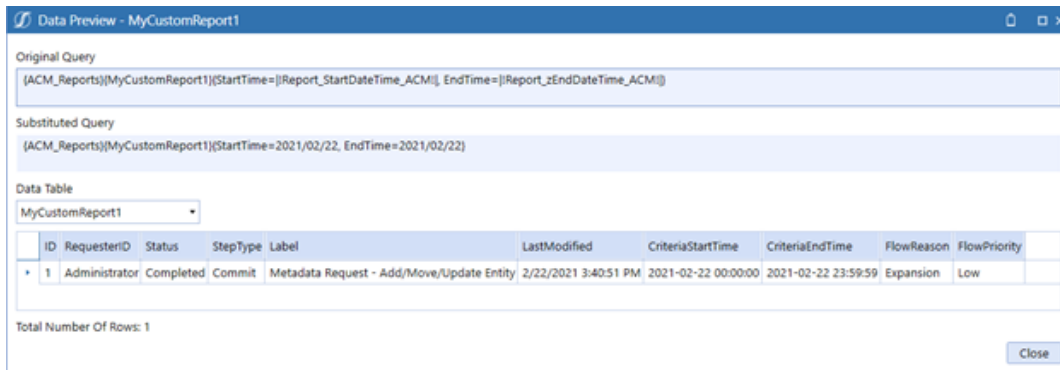 Data Preview - MyCustomReport1
Original Query
{ACM_Reports}{MyCustomReport1}{StartTime=|!Report_StartDateTime_ACM!|, EndTime=|!Report_zEndDateTime_ACM!|}
Substituted Query
{ACM_Reports}{MyCustomReport1}{StartTime=2021/02/22, EndTime=2021/02/22}
Data Table
MyCustomReport1
ID RequesterID Status StepType Label LastModified CriteriaStartTime CriteriaEndTime FlowReason FlowPriority
1 Administrator Completed Commit Metadata Request - Add/Move/Update Entity 2/22/2021 3:40:51 PM 2021-02-22 00:00:00 2021-02-22 23:59:59 Expansion Low
Total Number Of Rows: 1
Close